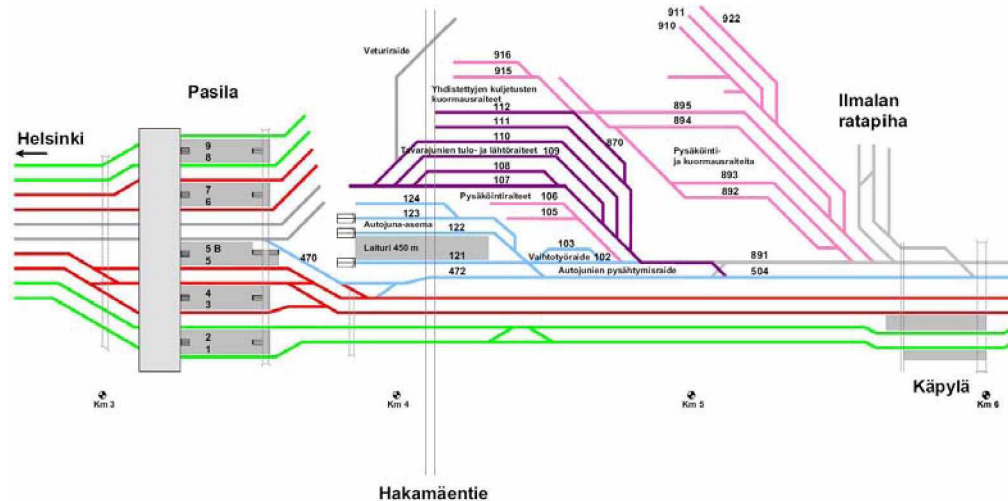 911
922
910
Veturiraide
916
915
Pasila
Yhdistettyjen kuljetusten
kuormausraiteet
Ilmalan
ratapiha
112
895
Helsinki
111
894
110
870
9
8
Tavarajunien tulo- ja lähtöraiteet 109
Pysäköinti-
ja kuormausraiteita
108
893
107
7
6
Pysäköintiraiteet
106
892
124
123
105
Autojuna-asema
122
5 B
5
470
Laituri 450 m
103
121
Vaihtotyöraide
102
891
472
Autojunien pysähtymisraide
504
4
3
2
1
Käpylä
Km 3
Km 4
Km 5
Km 6
Hakamäentie